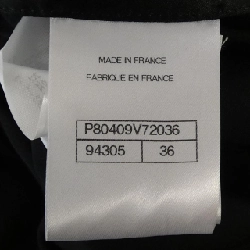 MADE IN FRANCE
FABRIQUE EN FRANCE
P80409V72036
94305 36